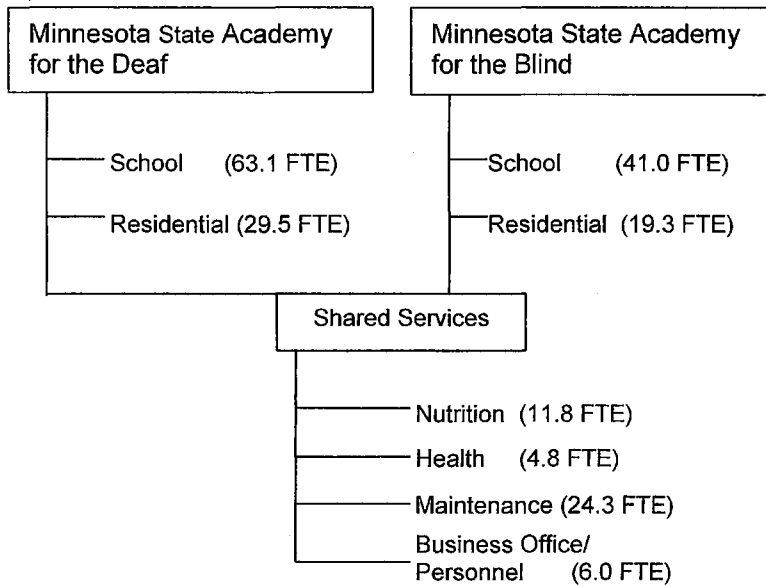 Minnesota State Academy
for the Deaf
School (63.1 FTE)
Residential (29.5 FTE)
Minnesota State Academy
for the Blind
School (41.0 FTE)
Residential (19.3 FTE)
Shared Services
Nutrition (11.8 FTE)
Health (4.8 FTE)
Maintenance (24.3 FTE)
Business Office/
Personnel (6.0 FTE)